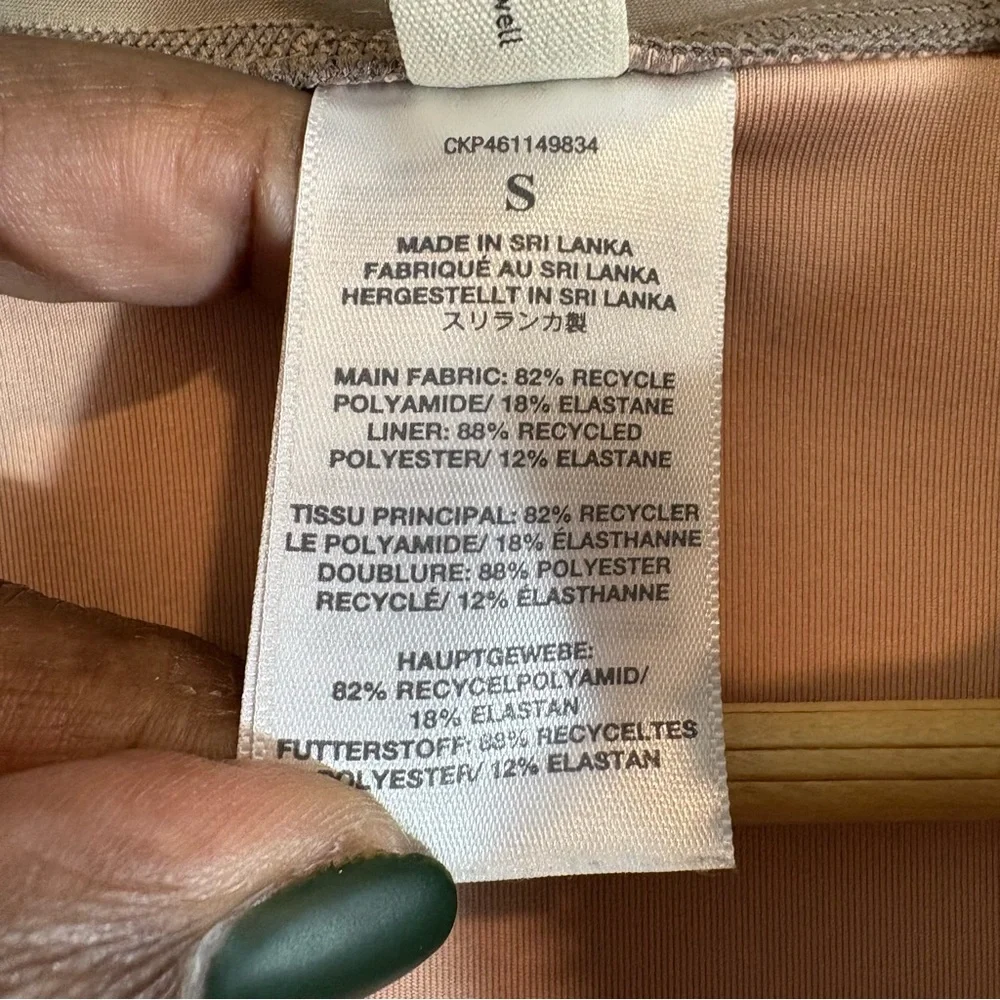 well
CKP461149834
S
MADE IN SRI LANKA
FABRIQUÉ AU SRI LANKA
HERGESTELLT IN SRI LANKA
スリランカ製
MAIN FABRIC: 82% RECYCLE
POLYAMIDE/ 18% ELASTANE
LINER: 88% RECYCLED
POLYESTER/ 12% ELASTANE
TISSU PRINCIPAL: 82% RECYCLER
LE POLYAMIDE/ 18% ÉLASTHANNE
DOUBLURE: 88% POLYESTER
RECYCLÉ/ 12% ÉLASTHANNE
HAUPTGEWEBE:
82% RECYCELPOLYAMID/
18% ELASTAN
FUTTERSTOFF: 88% RECYCELTES
POLYESTER/ 12% ELASTAN